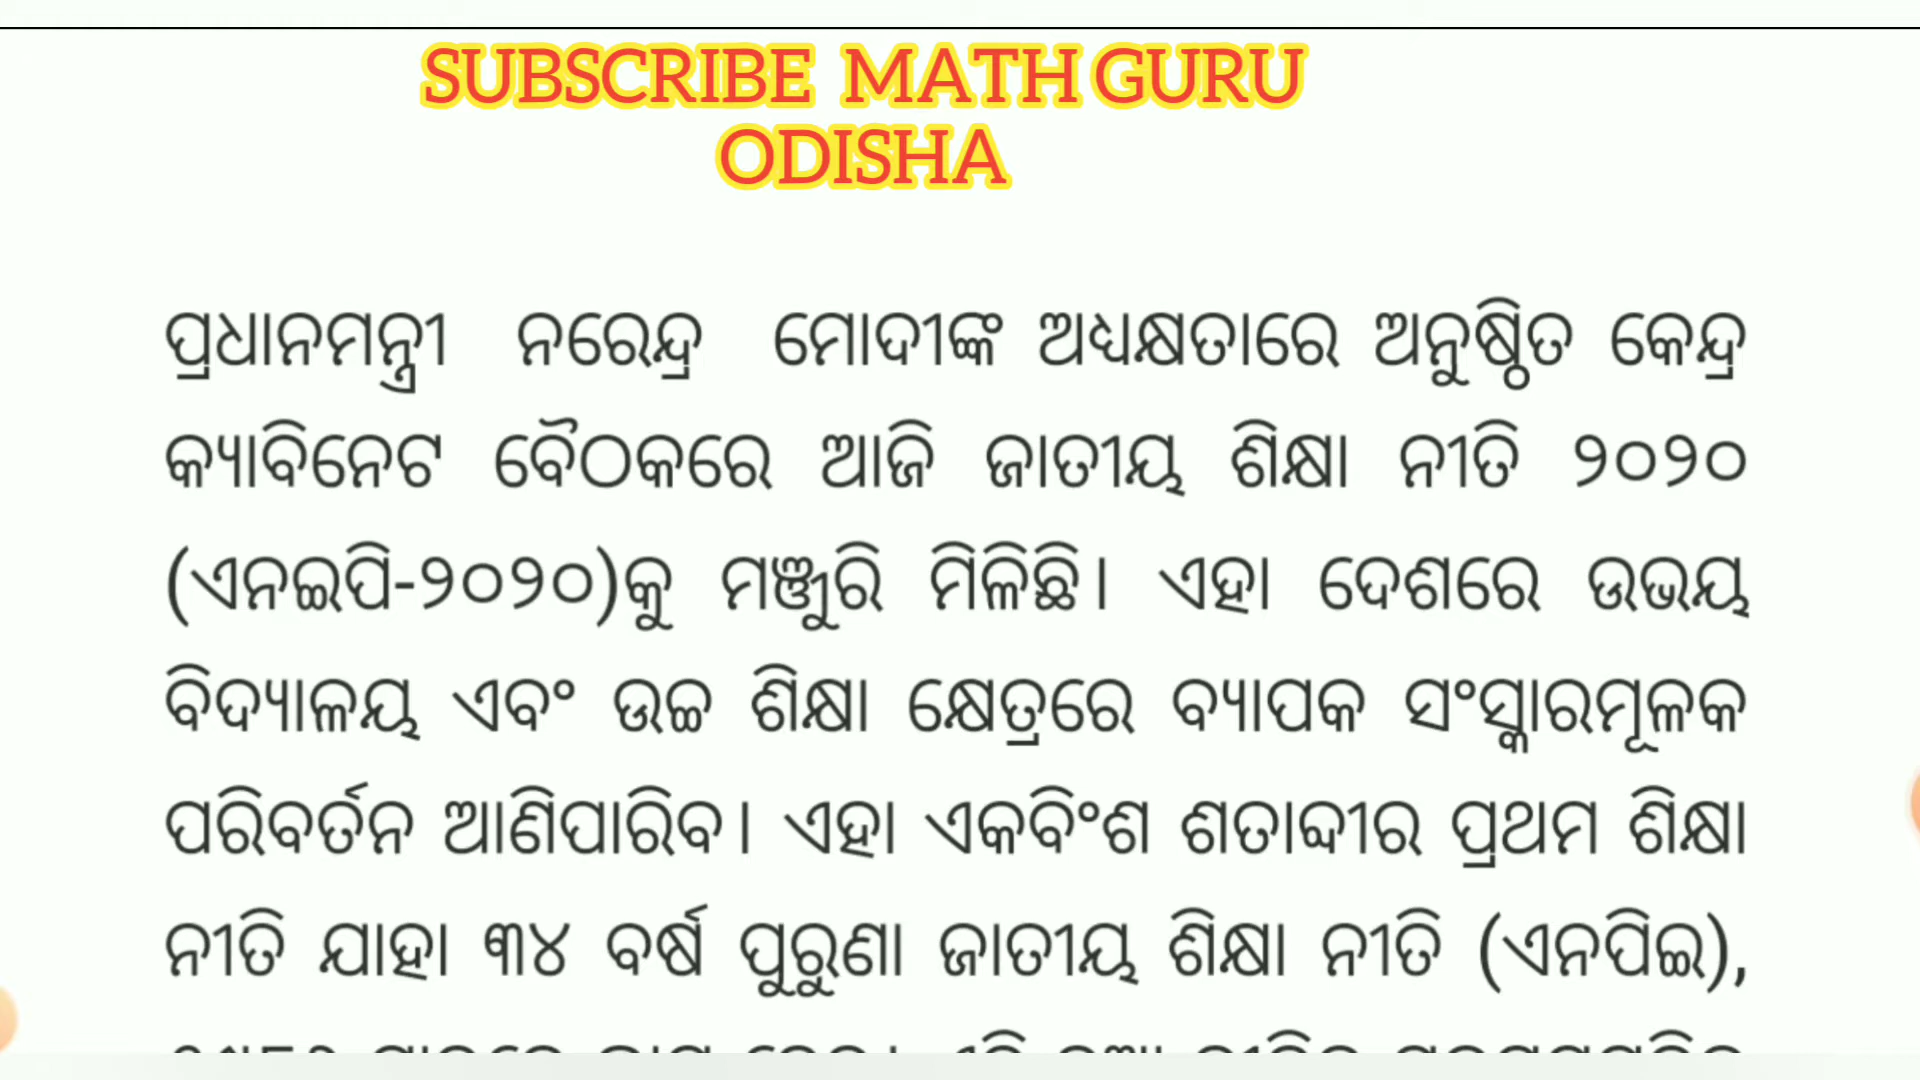 SUBSCRIBE MATH GURU
ODISHA
ପ୍ରଧାନମନ୍ତ୍ରୀ ନରେନ୍ଦ୍ର ମୋଦୀଙ୍କ ଅଧ୍ୟକ୍ଷତାରେ ଅନୁଷ୍ଠିତ କେନ୍ଦ୍ର
କ୍ୟାବିନେଟ ବୈଠକରେ ଆଜି ଜାତୀୟ ଶିକ୍ଷା ନୀତି ୨୦୨୦
(ଏନଇପି-୨୦୨୦)କୁ ମଞ୍ଜୁରି ମିଳିଛି। ଏହା ଦେଶରେ ଉଭୟ
ବିଦ୍ୟାଳୟ ଏବଂ ଉଚ୍ଚ ଶିକ୍ଷା କ୍ଷେତ୍ରରେ ବ୍ୟାପକ ସଂସ୍କାରମୂଳକ
ପରିବର୍ତନ ଆଣିପାରିବ। ଏହା ଏକବିଂଶ ଶତାବ୍ଦୀର ପ୍ରଥମ ଶିକ୍ଷା
ନୀତି ଯାହା ୩୪ ବର୍ଷ ପୁରୁଣା ଜାତୀୟ ଶିକ୍ଷା ନୀତି (ଏନପିଇ),